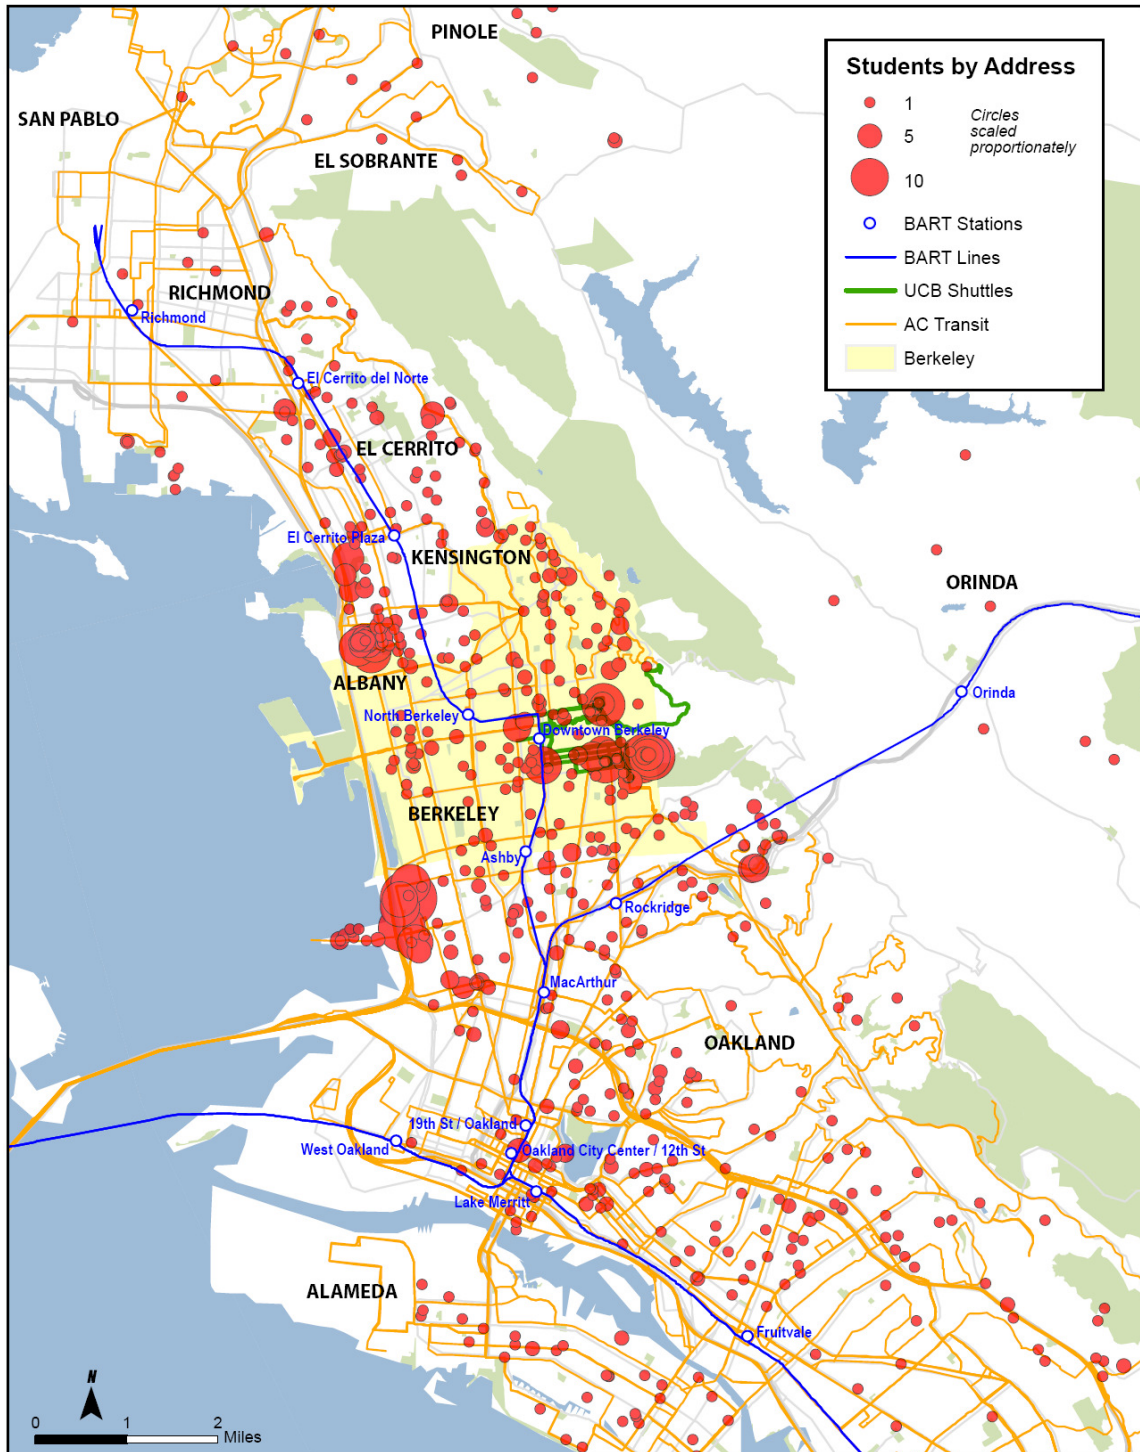 PINOLE
Students by Address
1
5
10
Circles
scaled
proportionately
BART Stations
BART Lines
UCB Shuttles
AC Transit
Berkeley
SAN PABLO
EL SOBRANTE
RICHMOND
Richmond
El Cerrito del Norte
EL CERRITO
El Cerrito Plaza
KENSINGTON
ORINDA
ALBANY
Orinda
North Berkeley
Downtown Berkeley
BERKELEY
Ashby
Rockridge
MacArthur
OAKLAND
19th St / Oakland
West Oakland
Oakland City Center / 12th St
Lake Merritt
ALAMEDA
Fruitvale
N
0 1 2
Miles